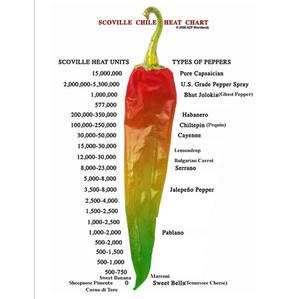 SCOVILLE CHILE HEAT CHART
© 2008 AZP Worldwide
SCOVILLE HEAT UNITS TYPES OF PEPPERS
15,000,000 Pure Capsaicin
2,000,000-5,300,000 U.S. Grade Pepper Spray
1,000,000 Bhut Jolokia (Ghost Pepper)
577,000
200,000-350,000 Habanero
100,000-250,000 Chiltepin (Pequin)
30,000-50,000 Cayenne
15,000-30,000 Lemondrop
12,000-30,000 Bulgarian Carrot
8,000-23,000 Serrano
5,000-8,000
3,500-8,000 Jalepeño Pepper
2,500-4,000
1,500-2,500
1,000-2,500
1,000-2,000 Pablano
500-2,000
500-1,500
500-1,000
500-750 Marconi
Sweet Banana
Sheepnose Pimento 0 Sweet Bells (Tennessee Cheese)
Corno di Toro